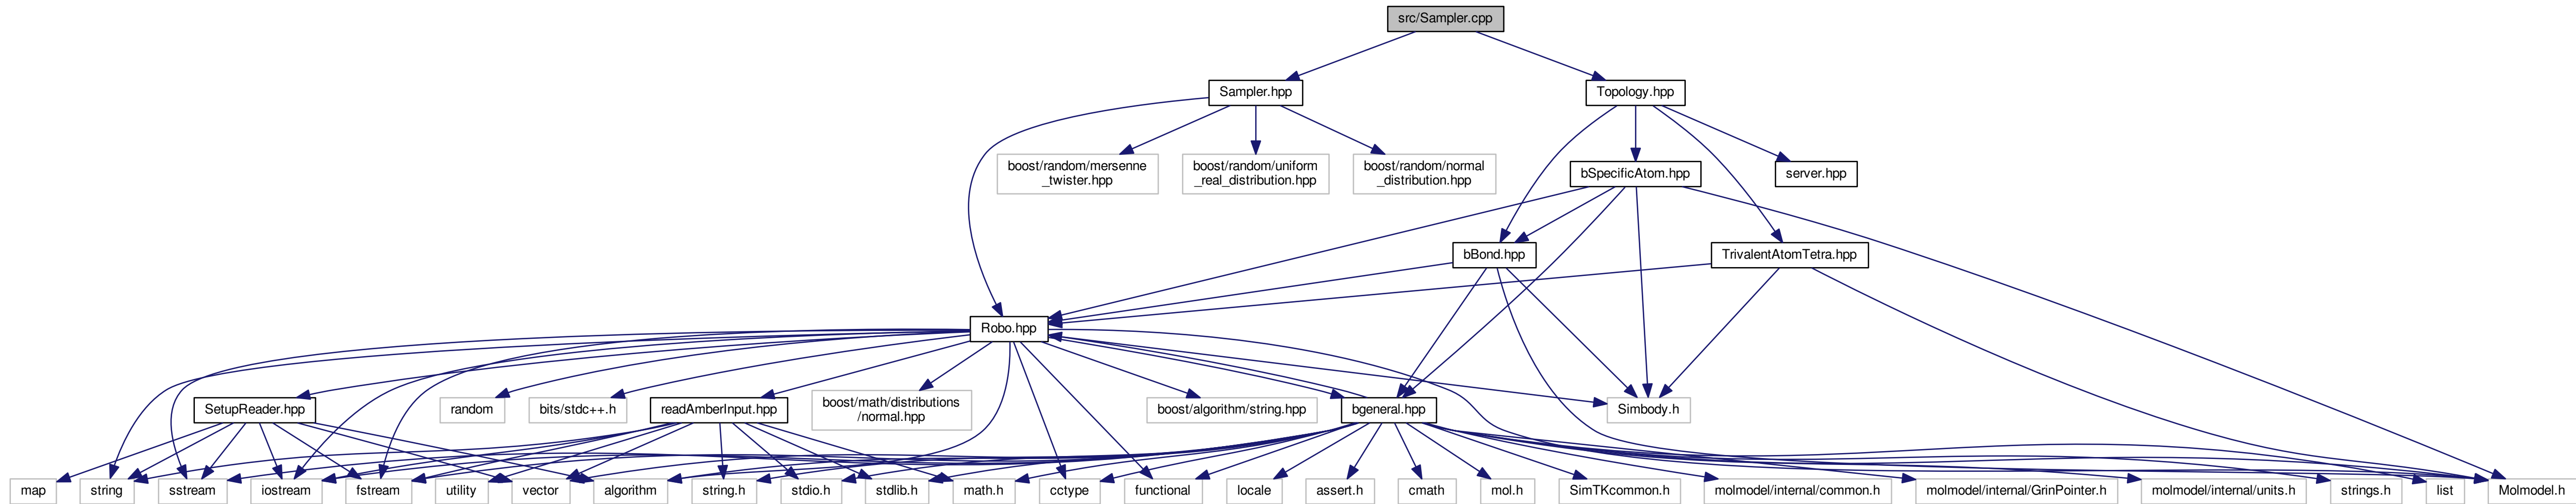 src/Sampler.cpp
Sampler.hpp
Topology.hpp
boost/random/mersenne
_twister.hpp
boost/random/uniform
_real_distribution.hpp
boost/random/normal
_distribution.hpp
bSpecificAtom.hpp
server.hpp
bBond.hpp
TrivalentAtomTetra.hpp
Robo.hpp
SetupReader.hpp
random
bits/stdc++.h
readAmberInput.hpp
boost/math/distributions
/normal.hpp
boost/algorithm/string.hpp
bgeneral.hpp
Simbody.h
map
string
sstream
iostream
fstream
utility
vector
algorithm
string.h
stdio.h
stdlib.h
math.h
cctype
functional
locale
assert.h
cmath
mol.h
SimTKcommon.h
molmodel/internal/common.h
molmodel/internal/GrinPointer.h
molmodel/internal/units.h
strings.h
list
Molmodel.h